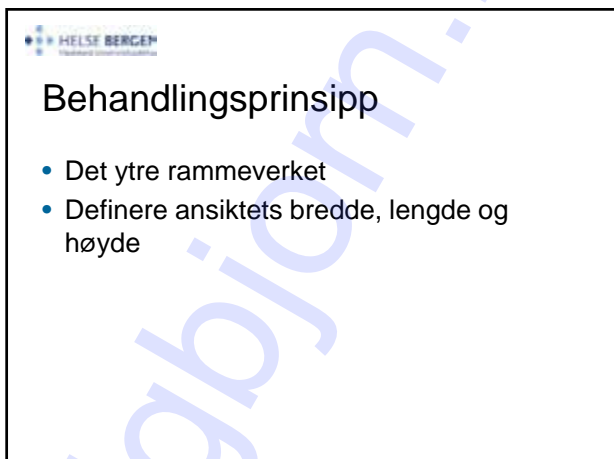 HELSE BERGEN
Behandlingsprinsipp
• Det ytre rammeverket
• Definere ansiktets bredde, lengde og
høyde